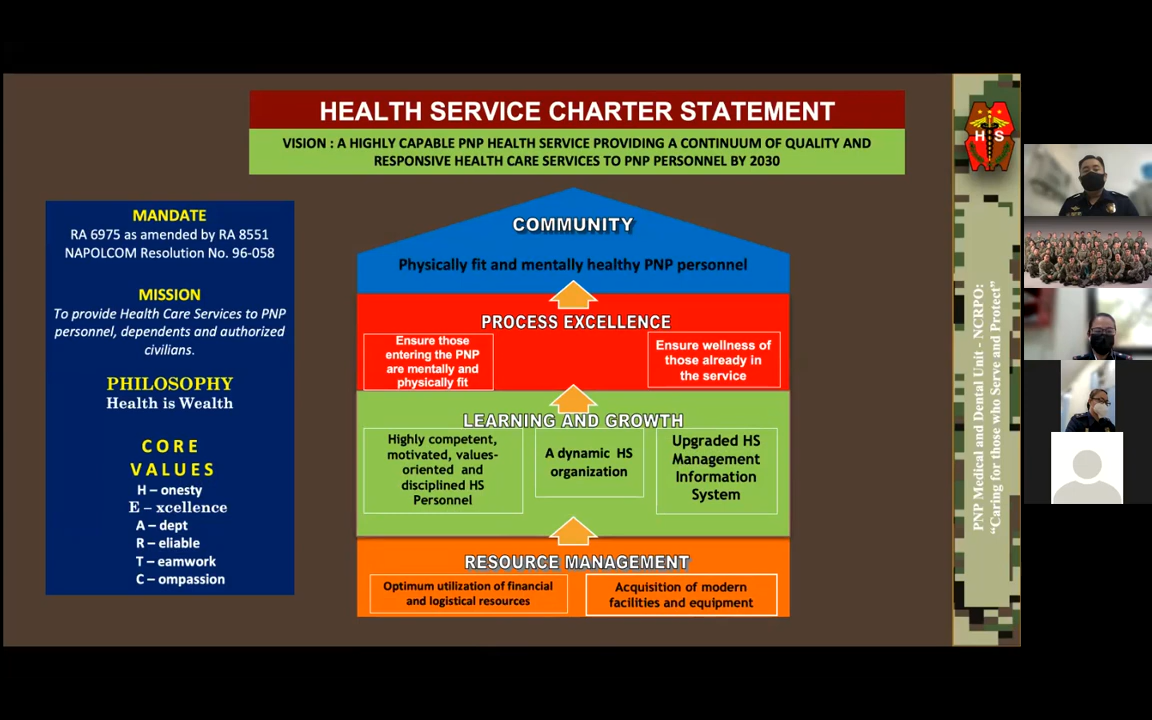 HEALTH SERVICE CHARTER STATEMENT
VISION : A HIGHLY CAPABLE PNP HEALTH SERVICE PROVIDING A CONTINUUM OF QUALITY AND
RESPONSIVE HEALTH CARE SERVICES TO PNP PERSONNEL BY 2030
MANDATE
RA 6975 as amended by RA 8551
NAPOLCOM Resolution No. 96-058
MISSION
To provide Health Care Services to PNP
personnel, dependents and authorized
civilians.
PHILOSOPHY
Health is Wealth
CORE
VALUES
H – onesty
E – xcellence
A – dept
R – eliable
T – eamwork
C – ompassion
COMMUNITY
Physically fit and mentally healthy PNP personnel
PROCESS EXCELLENCE
Ensure those
entering the PNP
are mentally and
physically fit
Ensure wellness of
those already in
the service
LEARNING AND GROWTH
Highly competent,
motivated, values-
oriented and
disciplined HS
Personnel
A dynamic HS
organization
Upgraded HS
Management
Information
System
RESOURCE MANAGEMENT
Optimum utilization of financial
and logistical resources
Acquisition of modern
facilities and equipment
H S
PNP Medical and Dental Unit - NCRPO:
“Caring for those who Serve and Protect”